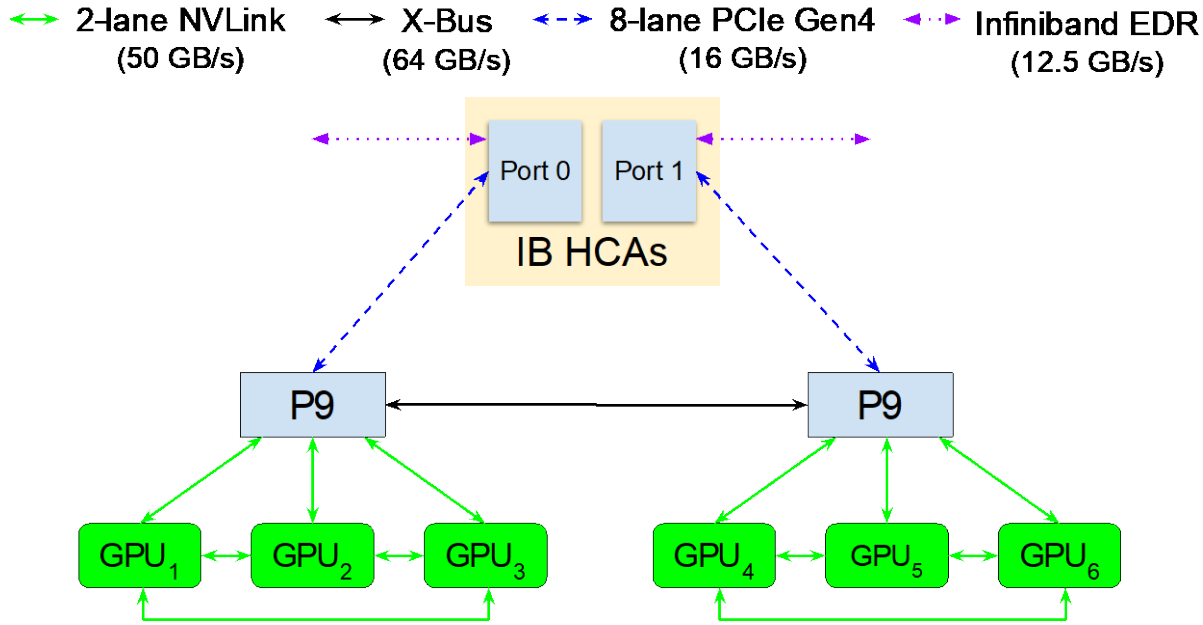 2-lane NVLink X-Bus 8-lane PCIe Gen4 Infiniband EDR
(50 GB/s) (64 GB/s) (16 GB/s) (12.5 GB/s)
Port 0 Port 1
IB HCAs
P9 P9
GPU1 GPU2 GPU3 GPU4 GPU5 GPU6